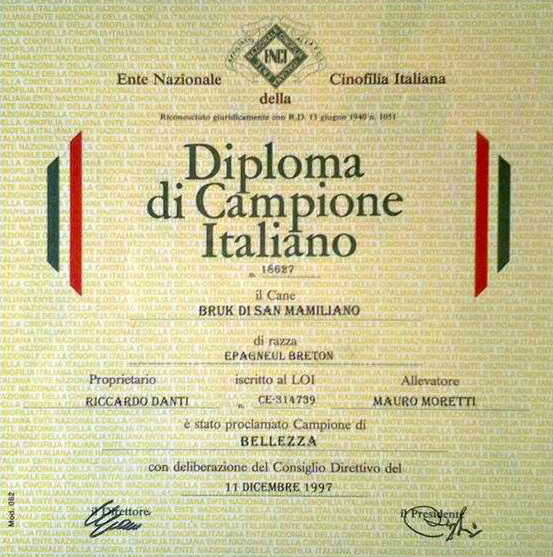 ENCI
Ente Nazionale
della
Cinofilia Italiana
Riconosciuto giuridicamente con R.D. 13 giugno 1940 n. 1051
Diploma
di Campione
Italiano
n. 18627
il Cane
BRUK DI SAN MAMILIANO
di razza
EPAGNEUL BRETON
Proprietario iscritto al LOI Allevatore
RICCARDO DANTI n. CE-314739 MAURO MORETTI
è stato proclamato Campione di
BELLEZZA
con deliberazione del Consiglio Direttivo del
11 DICEMBRE 1997
il Direttore il Presidente
Mod. 062